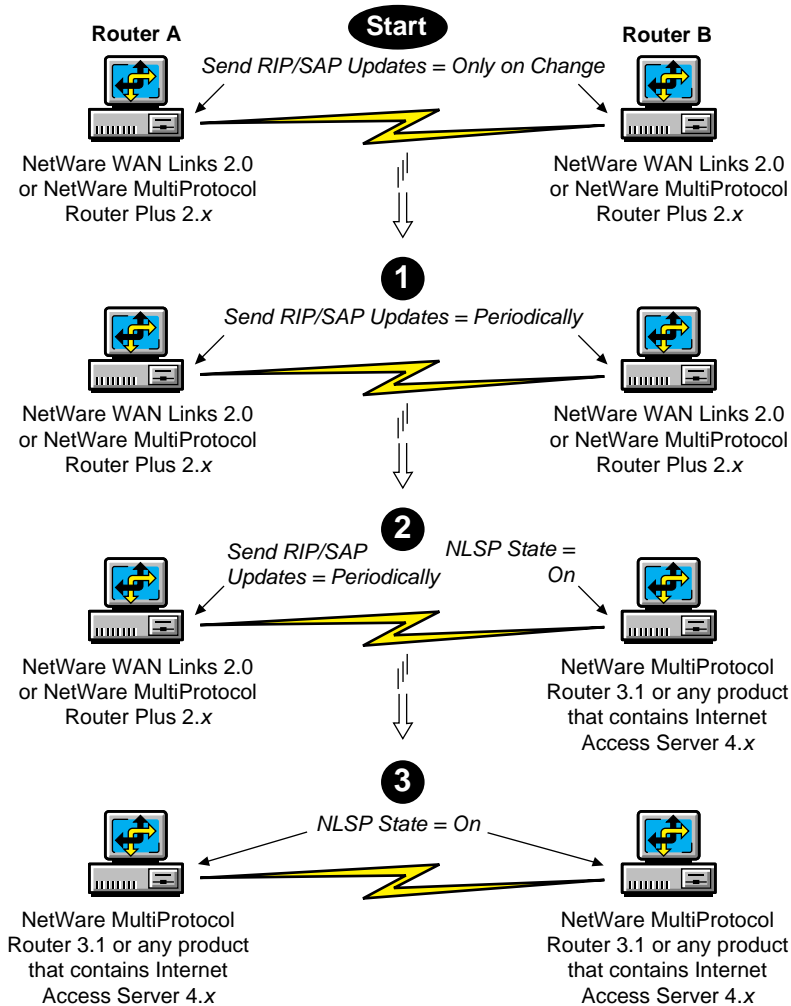 Start
Router A
Router B
Send RIP/SAP Updates = Only on Change
NetWare WAN Links 2.0
or NetWare MultiProtocol
Router Plus 2.x
NetWare WAN Links 2.0
or NetWare MultiProtocol
Router Plus 2.x
1
Send RIP/SAP Updates = Periodically
NetWare WAN Links 2.0
or NetWare MultiProtocol
Router Plus 2.x
NetWare WAN Links 2.0
or NetWare MultiProtocol
Router Plus 2.x
2
Send RIP/SAP
Updates = Periodically
NLSP State =
On
NetWare WAN Links 2.0
or NetWare MultiProtocol
Router Plus 2.x
NetWare MultiProtocol
Router 3.1 or any product
that contains Internet
Access Server 4.x
3
NLSP State = On
NetWare MultiProtocol
Router 3.1 or any product
that contains Internet
Access Server 4.x
NetWare MultiProtocol
Router 3.1 or any product
that contains Internet
Access Server 4.x